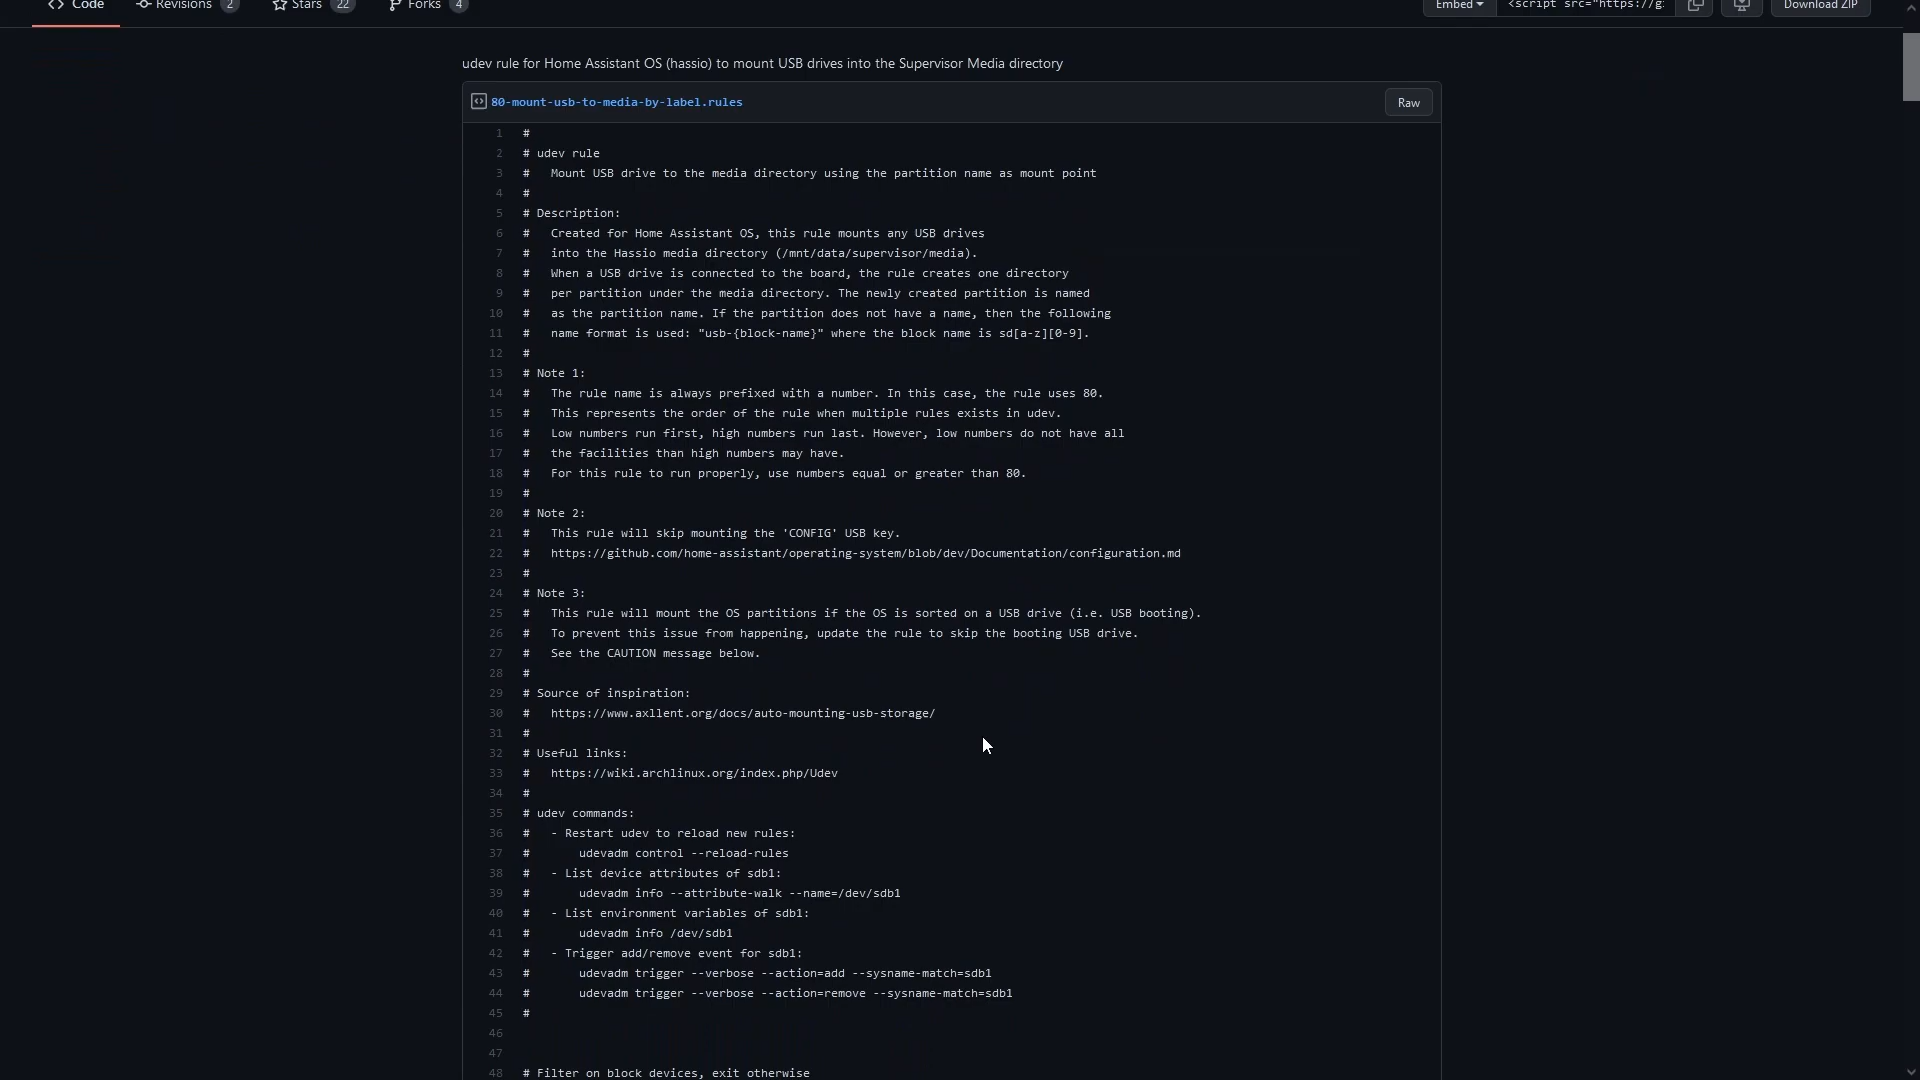 Code Revisions 2 Stars 22 Forks 4 Embed <script src="https://g: Download ZIP
udev rule for Home Assistant OS (hassio) to mount USB drives into the Supervisor Media directory
80-mount-usb-to-media-by-label.rules Raw
1 #
2 # udev rule
3 #   Mount USB drive to the media directory using the partition name as mount point
4 #
5 # Description:
6 #   Created for Home Assistant OS, this rule mounts any USB drives
7 #   into the Hassio media directory (/mnt/data/supervisor/media).
8 #   When a USB drive is connected to the board, the rule creates one directory
9 #   per partition under the media directory. The newly created partition is named
10 #   as the partition name. If the partition does not have a name, then the following
11 #   name format is used: "usb-{block-name}" where the block name is sd[a-z][0-9].
12 #
13 # Note 1:
14 #   The rule name is always prefixed with a number. In this case, the rule uses 80.
15 #   This represents the order of the rule when multiple rules exists in udev.
16 #   Low numbers run first, high numbers run last. However, low numbers do not have all
17 #   the facilities than high numbers may have.
18 #   For this rule to run properly, use numbers equal or greater than 80.
19 #
20 # Note 2:
21 #   This rule will skip mounting the 'CONFIG' USB key.
22 #   https://github.com/home-assistant/operating-system/blob/dev/Documentation/configuration.md
23 #
24 # Note 3:
25 #   This rule will mount the OS partitions if the OS is sorted on a USB drive (i.e. USB booting).
26 #   To prevent this issue from happening, update the rule to skip the booting USB drive.
27 #   See the CAUTION message below.
28 #
29 # Source of inspiration:
30 #   https://www.axllent.org/docs/auto-mounting-usb-storage/
31 #
32 # Useful links:
33 #   https://wiki.archlinux.org/index.php/Udev
34 #
35 # udev commands:
36 #   - Restart udev to reload new rules:
37 #       udevadm control --reload-rules
38 #   - List device attributes of sdb1:
39 #       udevadm info --attribute-walk --name=/dev/sdb1
40 #   - List environment variables of sdb1:
41 #       udevadm info /dev/sdb1
42 #   - Trigger add/remove event for sdb1:
43 #       udevadm trigger --verbose --action=add --sysname-match=sdb1
44 #       udevadm trigger --verbose --action=remove --sysname-match=sdb1
45 #
46
47
48 # Filter on block devices, exit otherwise